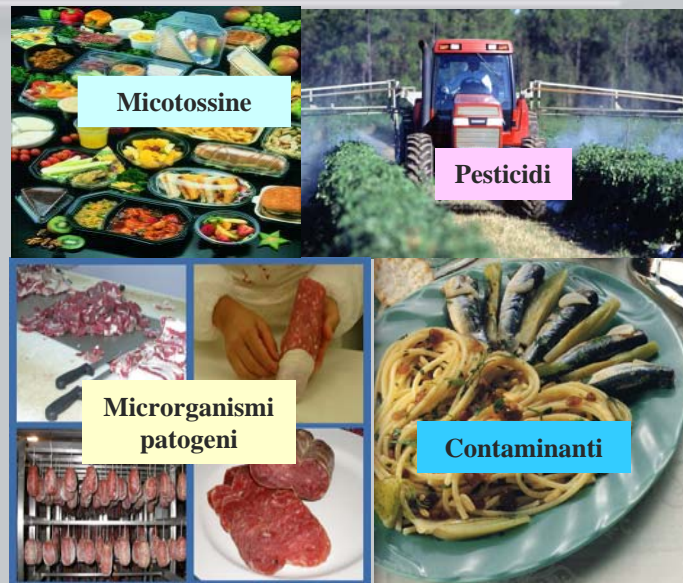 Micotossine
Pesticidi
Microrganismi
patogeni
Contaminanti